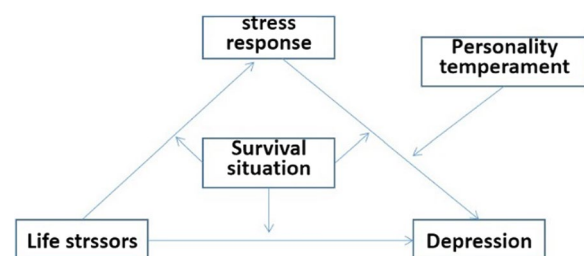 stress
response
Personality
temperament
Survival
situation
Life strssors
Depression